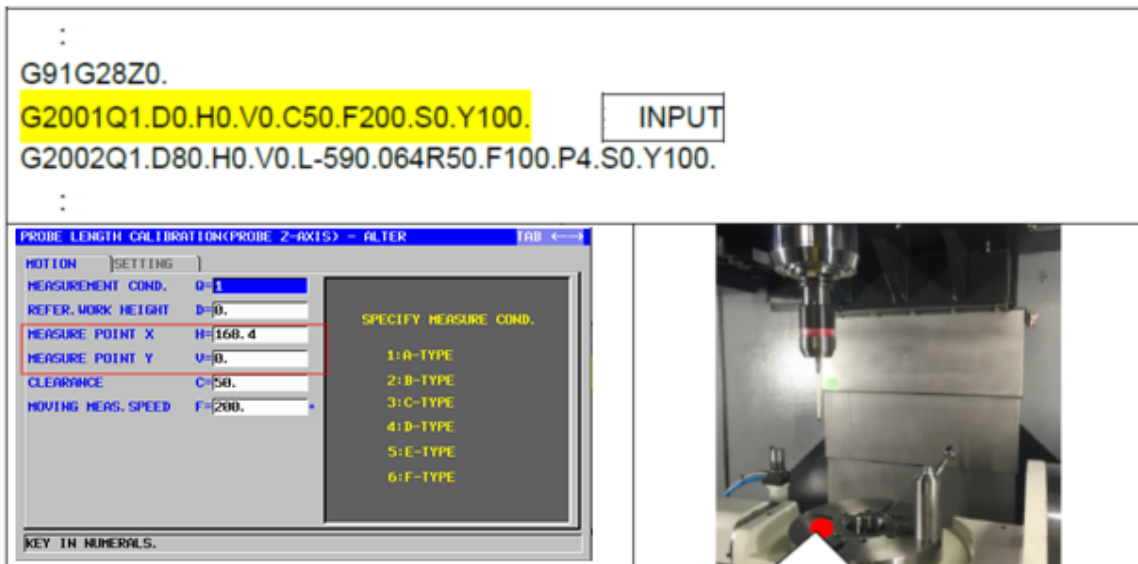 :
G91G28Z0.
G2001Q1.D0.H0.V0.C50.F200.S0.Y100.
INPUT
G2002Q1.D80.H0.V0.L-590.064R50.F100.P4.S0.Y100.
:
PROBE LENGTH CALIBRATION(PROBE Z-AXIS) - ALTER TAB ←→
MOTION SETTING
MEASUREMENT COND. Q=1
REFER.WORK HEIGHT D=0.
MEASURE POINT X H=168.4
MEASURE POINT Y V=0.
CLEARANCE C=50.
MOVING MEAS.SPEED F=200. *
SPECIFY MEASURE COND.
1:A-TYPE
2:B-TYPE
3:C-TYPE
4:D-TYPE
5:E-TYPE
6:F-TYPE
KEY IN NUMERALS.